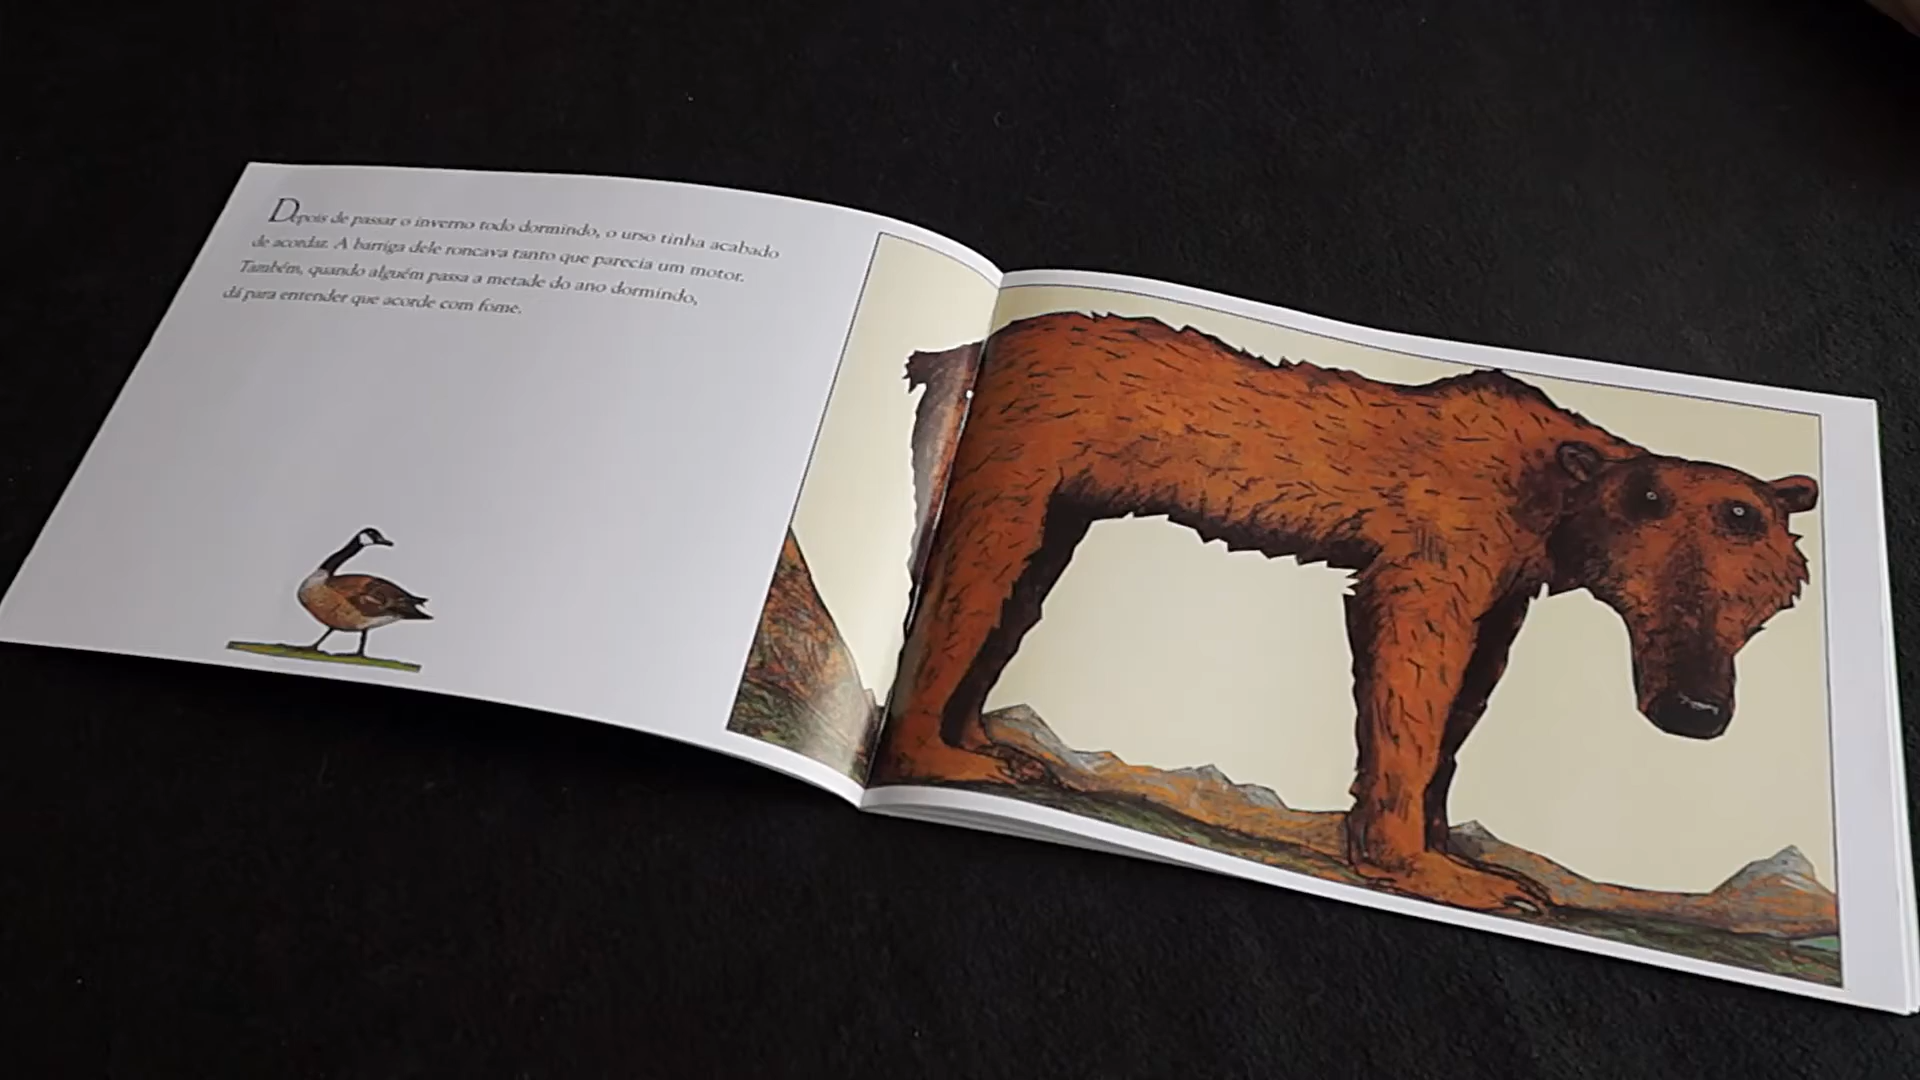 Depois de passar o inverno todo dormindo, o urso tinha acabado
de acordar. A barriga dele roncava tanto que parecia um motor.
Também, quando alguém passa a metade do ano dormindo,
dá para entender que acorde com fome.